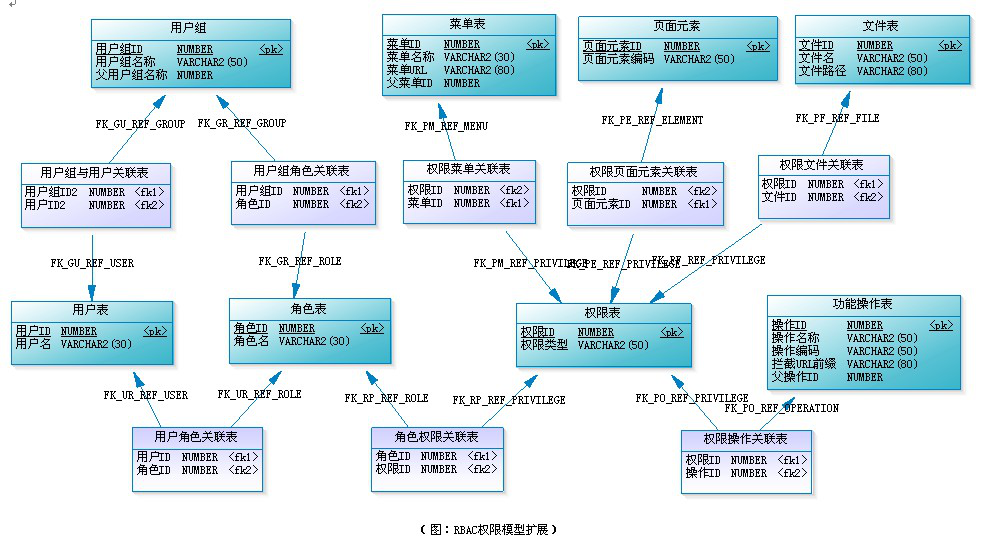 用户组
用户组ID NUMBER <pk>
用户组名称 VARCHAR2(50)
父用户组名称 NUMBER
菜单表
菜单ID NUMBER <pk>
菜单名称 VARCHAR2(30)
菜单URL VARCHAR2(80)
父菜单ID NUMBER
页面元素
页面元素ID NUMBER <pk>
页面元素编码 VARCHAR2(50)
文件表
文件ID NUMBER <pk>
文件名 VARCHAR2(50)
文件路径 VARCHAR2(80)
FK_GU_REF_GROUP
FK_GR_REF_GROUP
FK_PM_REF_MENU
FK_PE_REF_ELEMENT
FK_PF_REF_FILE
用户组与用户关联表
用户组ID2 NUMBER <fk1>
用户ID2 NUMBER <fk2>
用户组角色关联表
用户组ID NUMBER <fk1>
角色ID NUMBER <fk2>
权限菜单关联表
权限ID NUMBER <fk2>
菜单ID NUMBER <fk1>
权限页面元素关联表
权限ID NUMBER <fk2>
页面元素ID NUMBER <fk1>
权限文件关联表
权限ID NUMBER <fk1>
文件ID NUMBER <fk2>
FK_GU_REF_USER
FK_GR_REF_ROLE
FK_PM_REF_PRIVILEGE
FK_PE_REF_PRIVILEGE
FK_PF_REF_PRIVILEGE
用户表
用户ID NUMBER <pk>
用户名 VARCHAR2(30)
角色表
角色ID NUMBER <pk>
角色名 VARCHAR2(30)
权限表
权限ID NUMBER <pk>
权限类型 VARCHAR2(50)
功能操作表
操作ID NUMBER <pk>
操作名称 VARCHAR2(50)
操作编码 VARCHAR2(50)
拦截URL前缀 VARCHAR2(80)
父操作ID NUMBER
FK_UR_REF_USER
FK_UR_REF_ROLE
FK_RP_REF_ROLE
FK_RP_REF_PRIVILEGE
FK_PO_REF_PRIVILEGE
FK_PO_REF_OPERATION
用户角色关联表
用户ID NUMBER <fk1>
角色ID NUMBER <fk2>
角色权限关联表
角色ID NUMBER <fk1>
权限ID NUMBER <fk2>
权限操作关联表
权限ID NUMBER <fk1>
操作ID NUMBER <fk2>
(图:RBAC权限模型扩展)